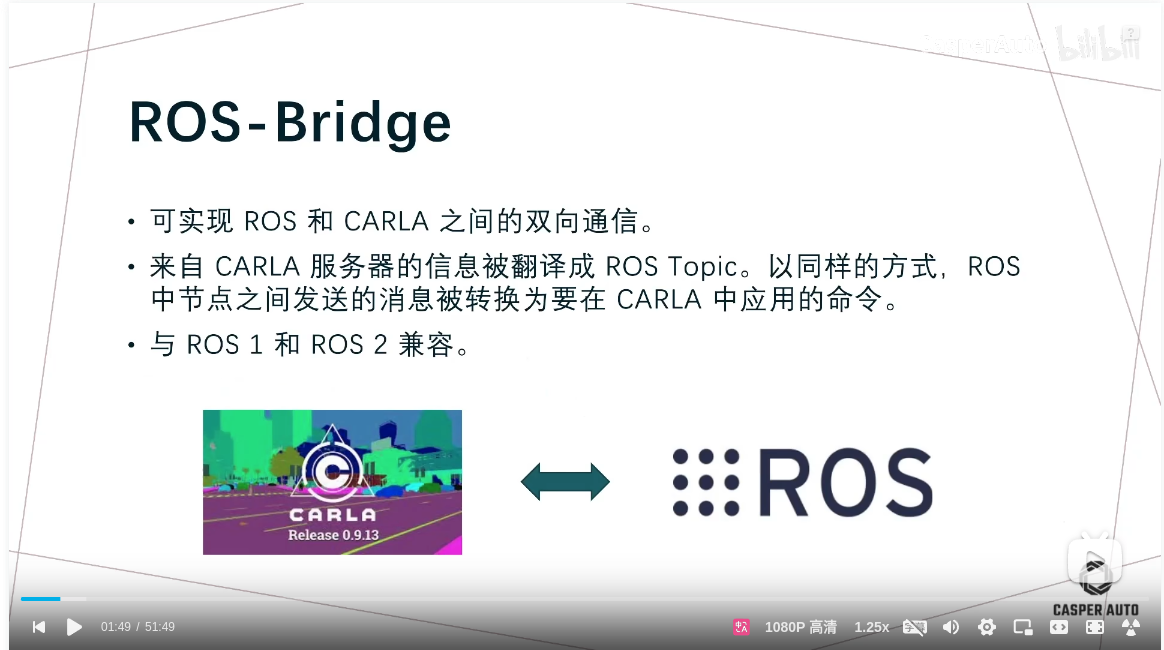 CasperAuto bilibili
ROS-Bridge
• 可实现 ROS 和 CARLA 之间的双向通信。
• 来自 CARLA 服务器的信息被翻译成 ROS Topic。以同样的方式，ROS
中节点之间发送的消息被转换为要在 CARLA 中应用的命令。
• 与 ROS 1 和 ROS 2 兼容。
CARLA
Release 0.9.13
ROS
CASPER AUTO
01:49 / 51:49
1080P 高清
1.25x